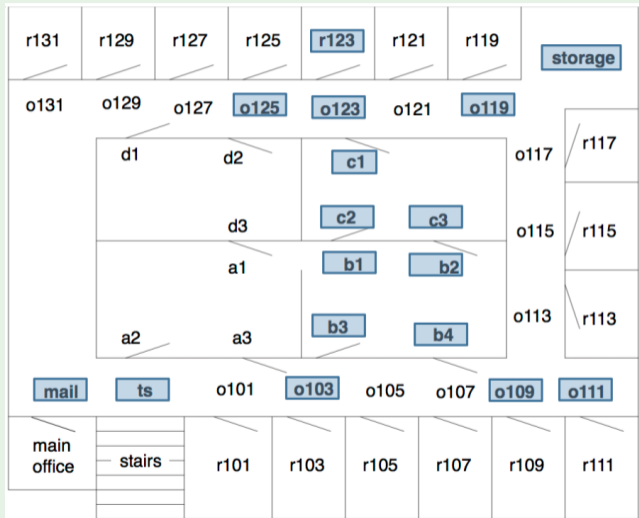 r131 r129 r127 r125 r123 r121 r119
storage
o131 o129 o127 o125 o123 o121 o119
r117
d1 d2 c1 o117
d3 c2 c3 o115 r115
a1 b1 b2
a2 a3 b3 b4 o113 r113
mail ts o101 o103 o105 o107 o109 o111
main
office
stairs r101 r103 r105 r107 r109 r111